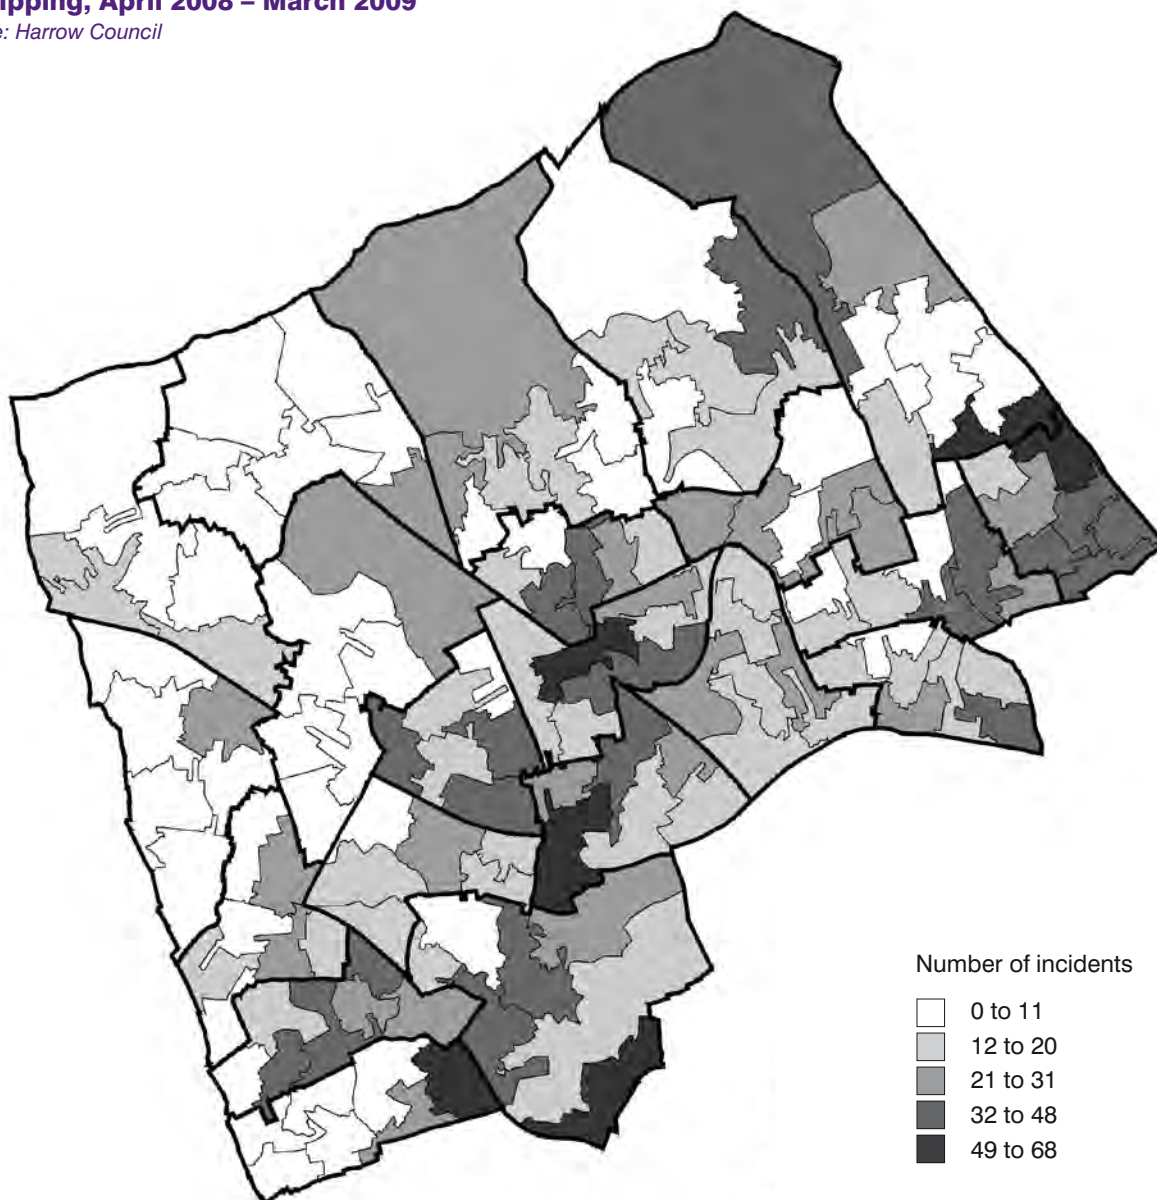 April 2008 – March 2009
Harrow Council
Number of incidents
0 to 11
12 to 20
21 to 31
32 to 48
49 to 68